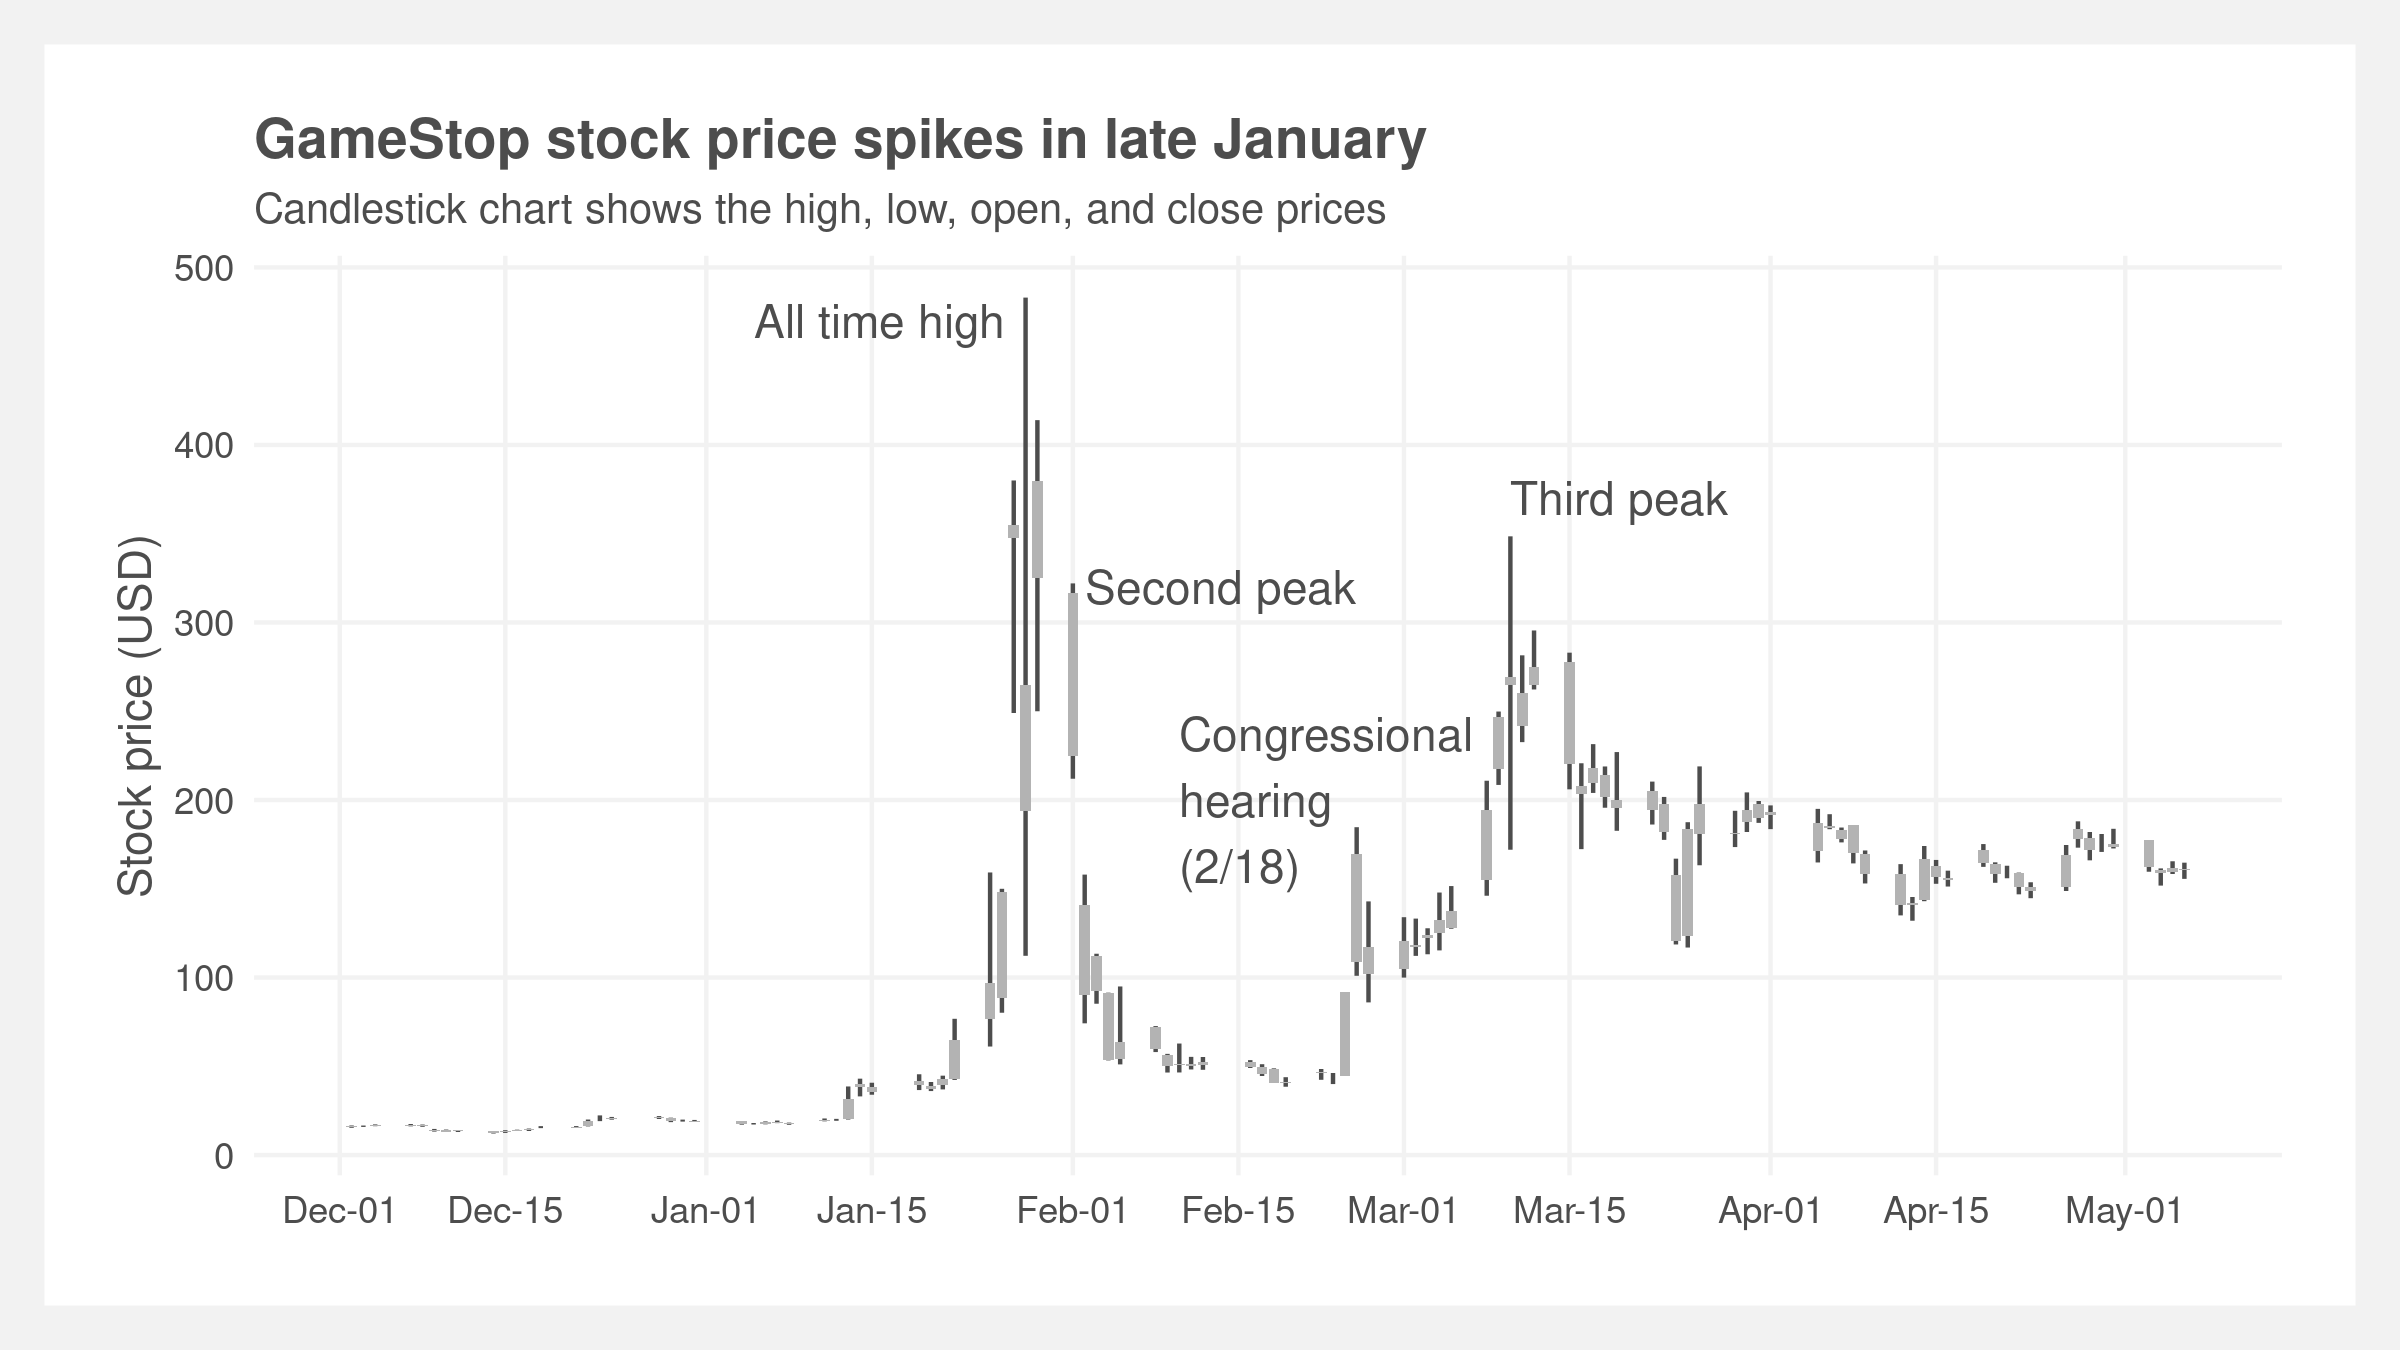 GameStop stock price spikes in late January
Candlestick chart shows the high, low, open, and close prices
Stock price (USD)
500
400
300
200
100
0
All time high
Second peak
Third peak
Congressional
hearing
(2/18)
Dec-01
Dec-15
Jan-01
Jan-15
Feb-01
Feb-15
Mar-01
Mar-15
Apr-01
Apr-15
May-01